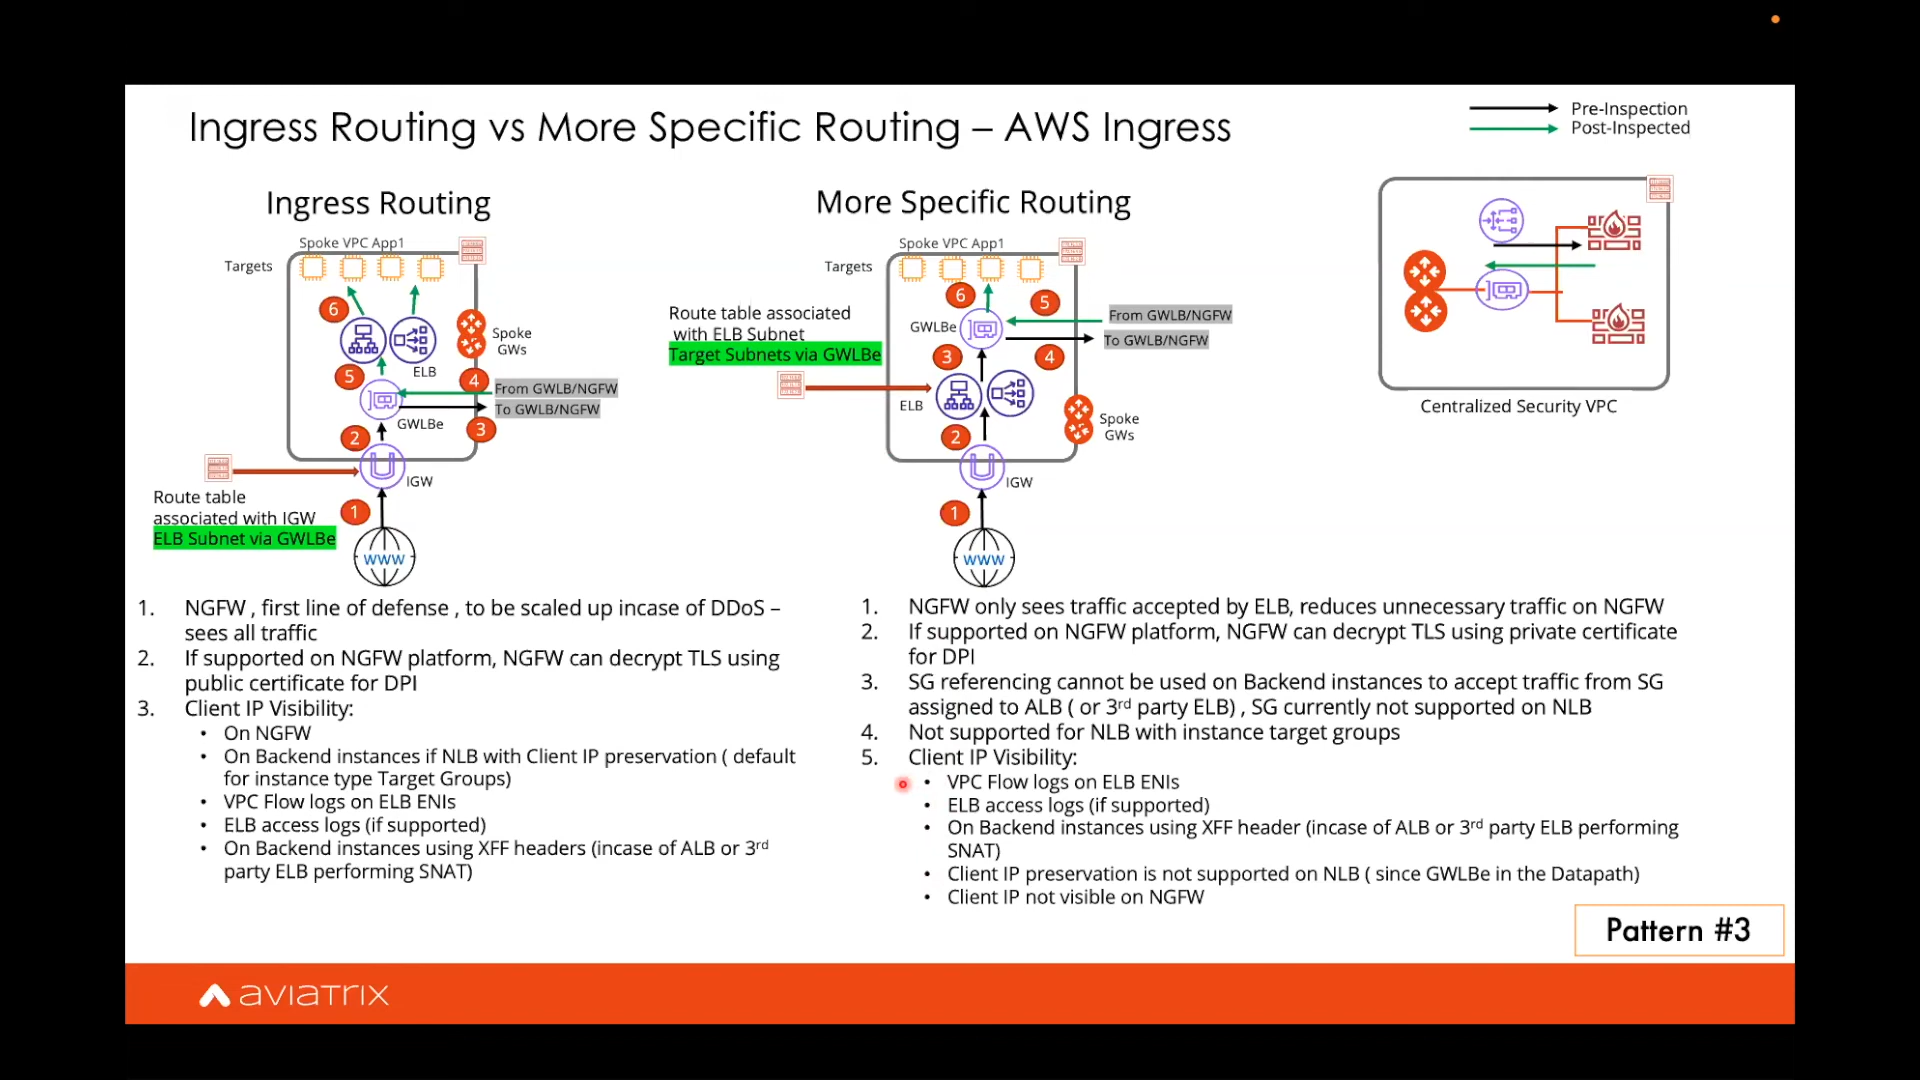 Ingress Routing vs More Specific Routing – AWS Ingress
Pre-Inspection
Post-Inspected
Ingress Routing
Spoke VPC App1
Targets
6
Spoke
GWs
5
ELB
4
From GWLB/NGFW
To GWLB/NGFW
GWLBe
2
3
IGW
Route table
associated with IGW
ELB Subnet via GWLBe
1
WWW
More Specific Routing
Spoke VPC App1
Targets
6
5
Route table associated
with ELB Subnet
Target Subnets via GWLBe
GWLBe
From GWLB/NGFW
To GWLB/NGFW
3
4
ELB
Spoke
GWs
2
IGW
1
WWW
Centralized Security VPC
1. NGFW , first line of defense , to be scaled up incase of DDoS –
sees all traffic
2. If supported on NGFW platform, NGFW can decrypt TLS using
public certificate for DPI
3. Client IP Visibility:
• On NGFW
• On Backend instances if NLB with Client IP preservation ( default
for instance type Target Groups)
• VPC Flow logs on ELB ENIs
• ELB access logs (if supported)
• On Backend instances using XFF headers (incase of ALB or 3rd
party ELB performing SNAT)
1. NGFW only sees traffic accepted by ELB, reduces unnecessary traffic on NGFW
2. If supported on NGFW platform, NGFW can decrypt TLS using private certificate
for DPI
3. SG referencing cannot be used on Backend instances to accept traffic from SG
assigned to ALB ( or 3rd party ELB) , SG currently not supported on NLB
4. Not supported for NLB with instance target groups
5. Client IP Visibility:
• VPC Flow logs on ELB ENIs
• ELB access logs (if supported)
• On Backend instances using XFF header (incase of ALB or 3rd party ELB performing
SNAT)
• Client IP preservation is not supported on NLB ( since GWLBe in the Datapath)
• Client IP not visible on NGFW
Pattern #3
aviatrix